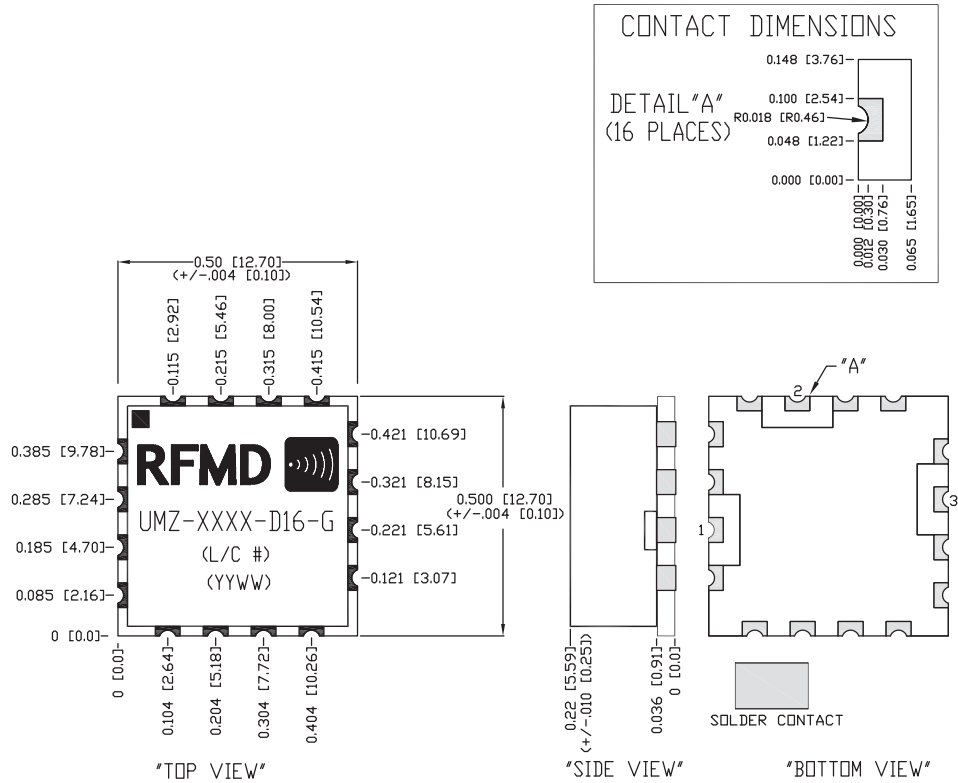 CONTACT DIMENSIONS
DETAIL"A"
(16 PLACES)
0.148 [3.76]
0.100 [2.54]
R0.018 [R0.46]
0.048 [1.22]
0.000 [0.00]
0.000 [0.00]
0.012 [0.30]
0.030 [0.76]
0.065 [1.65]
0.50 [12.70]
(+/-.004 [0.10])
0.115 [2.92]
0.215 [5.46]
0.315 [8.00]
0.415 [10.54]
0.385 [9.78]
0.285 [7.24]
0.185 [4.70]
0.085 [2.16]
0 [0.0]
RFMD
UMZ-XXXX-D16-G
(L/C #)
(YYWW)
0.421 [10.69]
0.321 [8.15]
0.221 [5.61]
0.121 [3.07]
0.500 [12.70]
(+/-.004 [0.10])
0 [0.0]
0.104 [2.64]
0.204 [5.18]
0.304 [7.72]
0.404 [10.26]
"TOP VIEW"
0.22 [5.59]
(+/-.010 [0.25])
0.036 [0.91]
0 [0.0]
"SIDE VIEW"
"A"
2
1
3
SOLDER CONTACT
"BOTTOM VIEW"